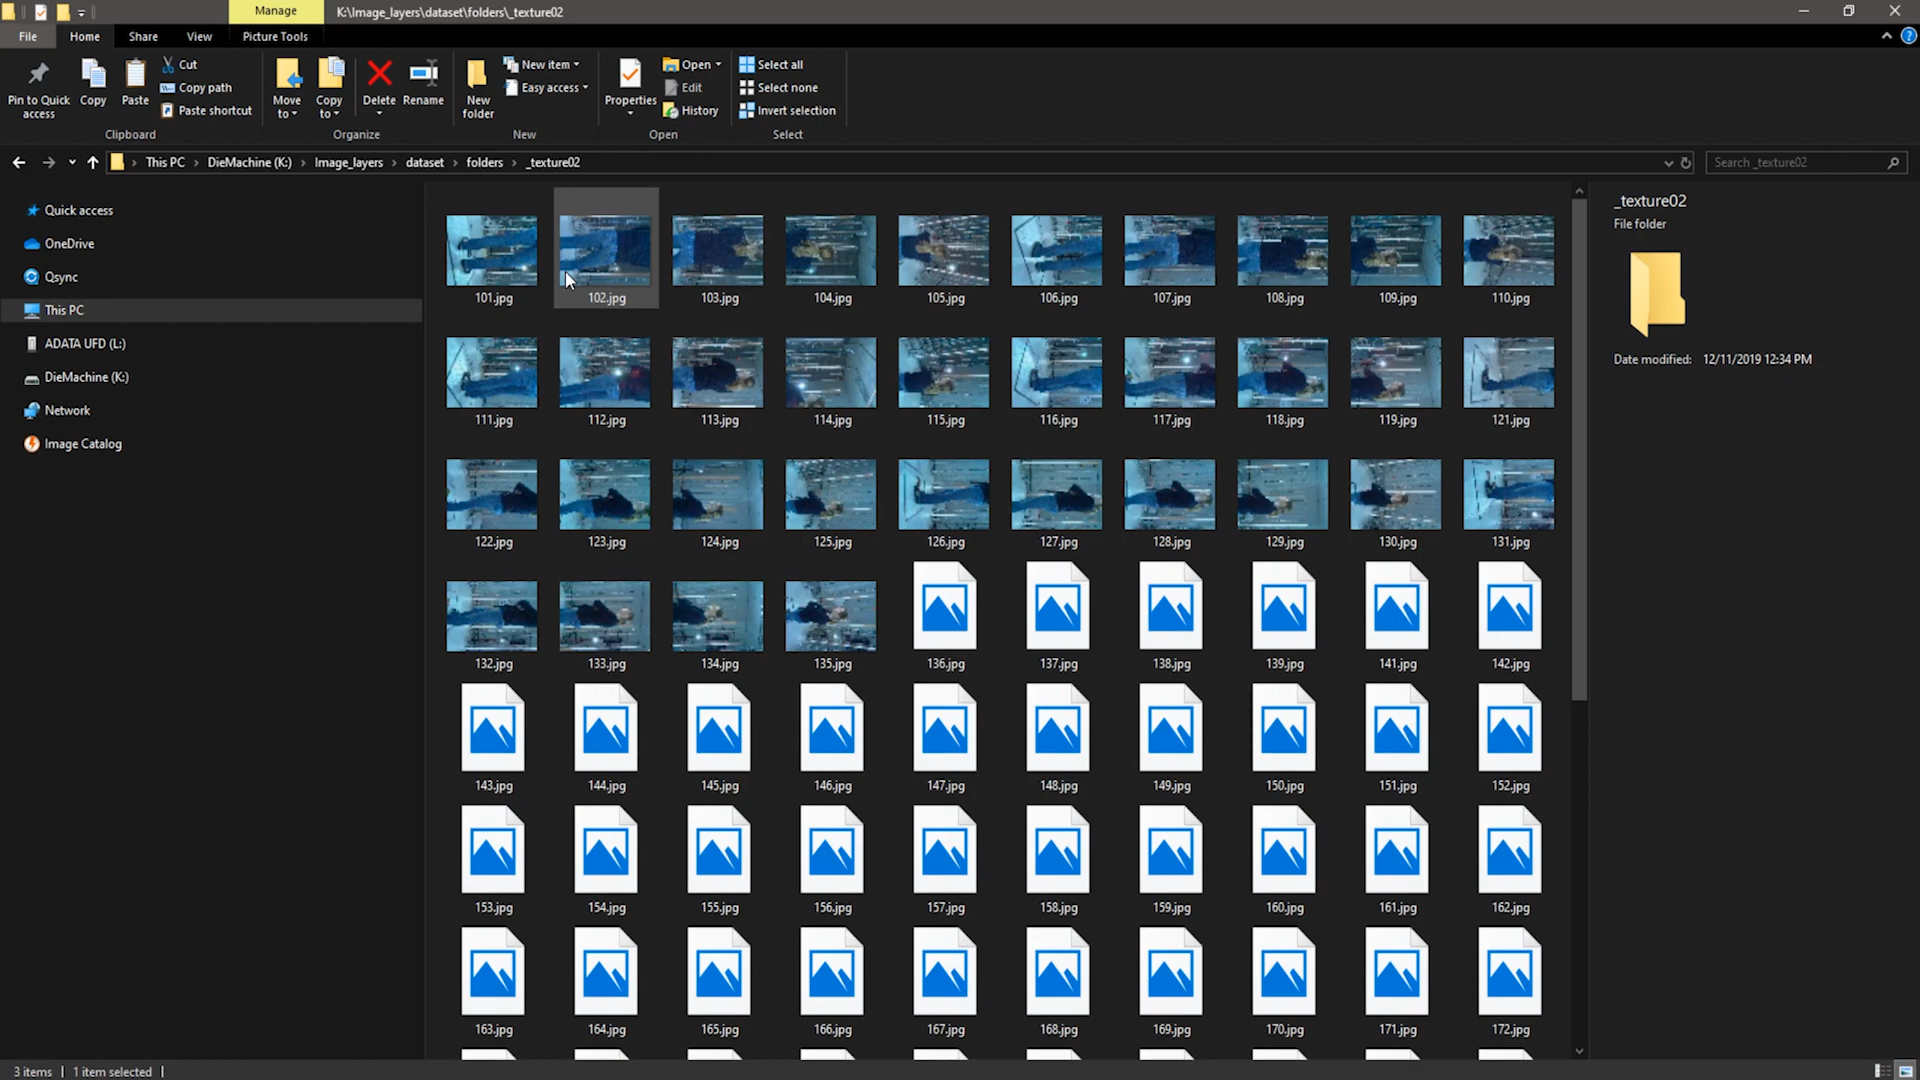 Manage
K:\Image_layers\dataset\folders\_texture02
File
Home
Share
View
Picture Tools
Pin to Quick access
Copy
Paste
Cut
Copy path
Paste shortcut
Clipboard
Move to
Copy to
Delete
Rename
Organize
New folder
New item
Easy access
New
Properties
Open
Edit
History
Open
Select all
Select none
Invert selection
Select
This PC > DieMachine (K:) > Image_layers > dataset > folders > _texture02
Search _texture02
Quick access
OneDrive
Qsync
This PC
ADATA UFD (L:)
DieMachine (K:)
Network
Image Catalog
101.jpg 102.jpg 103.jpg 104.jpg 105.jpg 106.jpg 107.jpg 108.jpg 109.jpg 110.jpg
111.jpg 112.jpg 113.jpg 114.jpg 115.jpg 116.jpg 117.jpg 118.jpg 119.jpg 121.jpg
122.jpg 123.jpg 124.jpg 125.jpg 126.jpg 127.jpg 128.jpg 129.jpg 130.jpg 131.jpg
132.jpg 133.jpg 134.jpg 135.jpg 136.jpg 137.jpg 138.jpg 139.jpg 141.jpg 142.jpg
143.jpg 144.jpg 145.jpg 146.jpg 147.jpg 148.jpg 149.jpg 150.jpg 151.jpg 152.jpg
153.jpg 154.jpg 155.jpg 156.jpg 157.jpg 158.jpg 159.jpg 160.jpg 161.jpg 162.jpg
163.jpg 164.jpg 165.jpg 166.jpg 167.jpg 168.jpg 169.jpg 170.jpg 171.jpg 172.jpg
_texture02
File folder
Date modified: 12/11/2019 12:34 PM
3 items
1 item selected